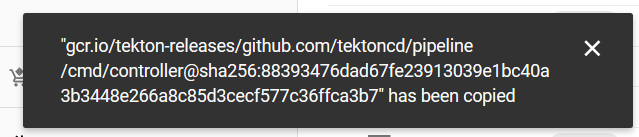 "gcr.io/tekton-releases/github.com/tektoncd/pipeline
/cmd/controller@sha256:88393476dad67fe23913039e1bc40a
3b3448e266a8c85d3cecf577c36ffca3b7" has been copied